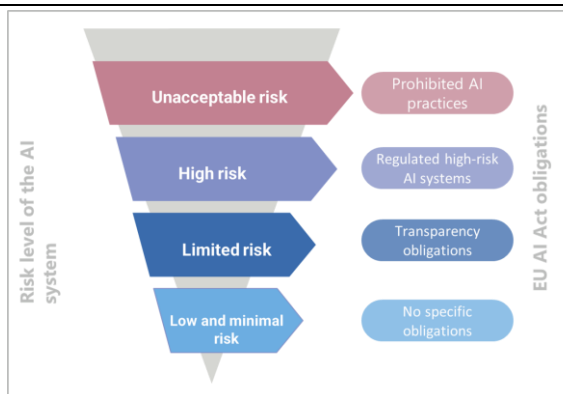 Risk level of the AI
system
Unacceptable risk
Prohibited AI
practices
High risk
Regulated high-risk
AI systems
Limited risk
Transparency
obligations
Low and minimal
risk
No specific
obligations
EU AI Act obligations